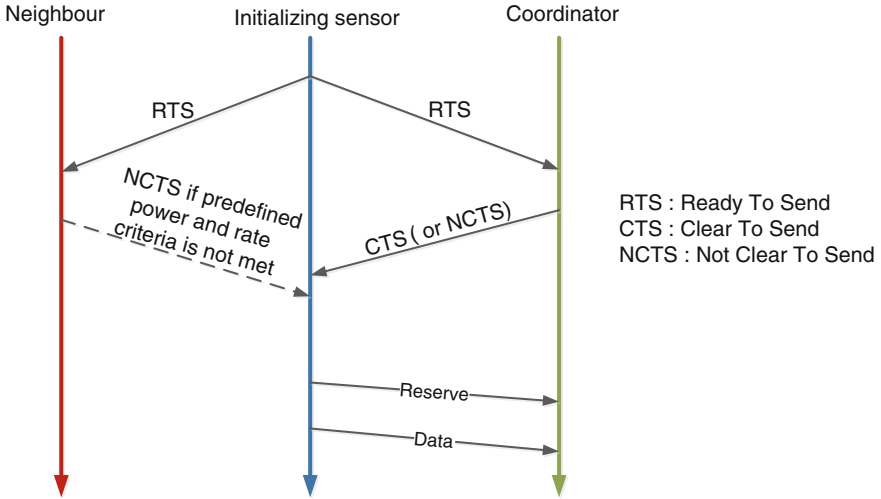 Neighbour
Initializing sensor
Coordinator
RTS
RTS
NCTS if predefined
power and rate
criteria is not met
CTS ( or NCTS)
RTS : Ready To Send
CTS : Clear To Send
NCTS : Not Clear To Send
Reserve
Data